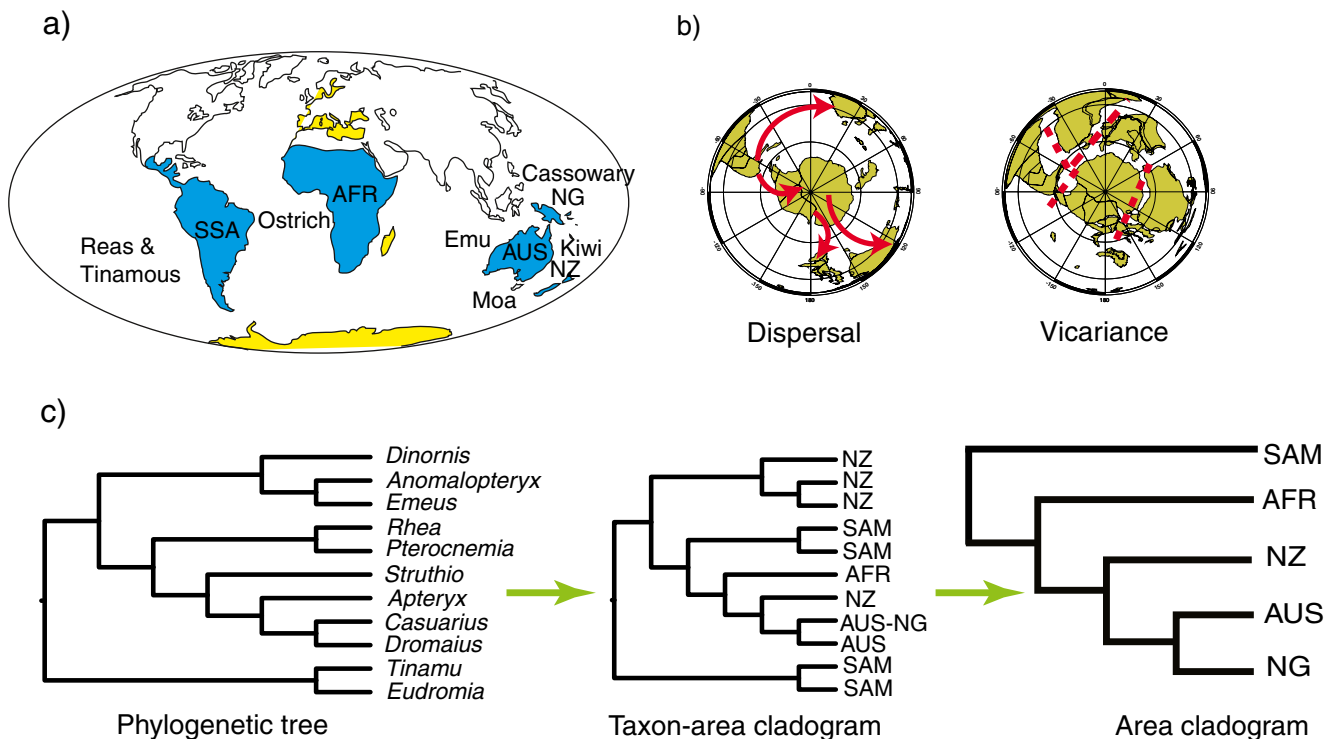 a)
b)
AFR
Cassowary
NG
SSA
Ostrich
Reas &
Tinamous
Emu
AUS
Kiwi
NZ
Moa
Dispersal
Vicariance
c)
Dinornis
Anomalopteryx
Emeus
Rhea
Pterocnemia
Struthio
Apteryx
Casuarius
Dromaius
Tinamu
Eudromia
Phylogenetic tree
NZ
NZ
NZ
SAM
SAM
AFR
NZ
AUS-NG
AUS
SAM
SAM
Taxon-area cladogram
SAM
AFR
NZ
AUS
NG
Area cladogram